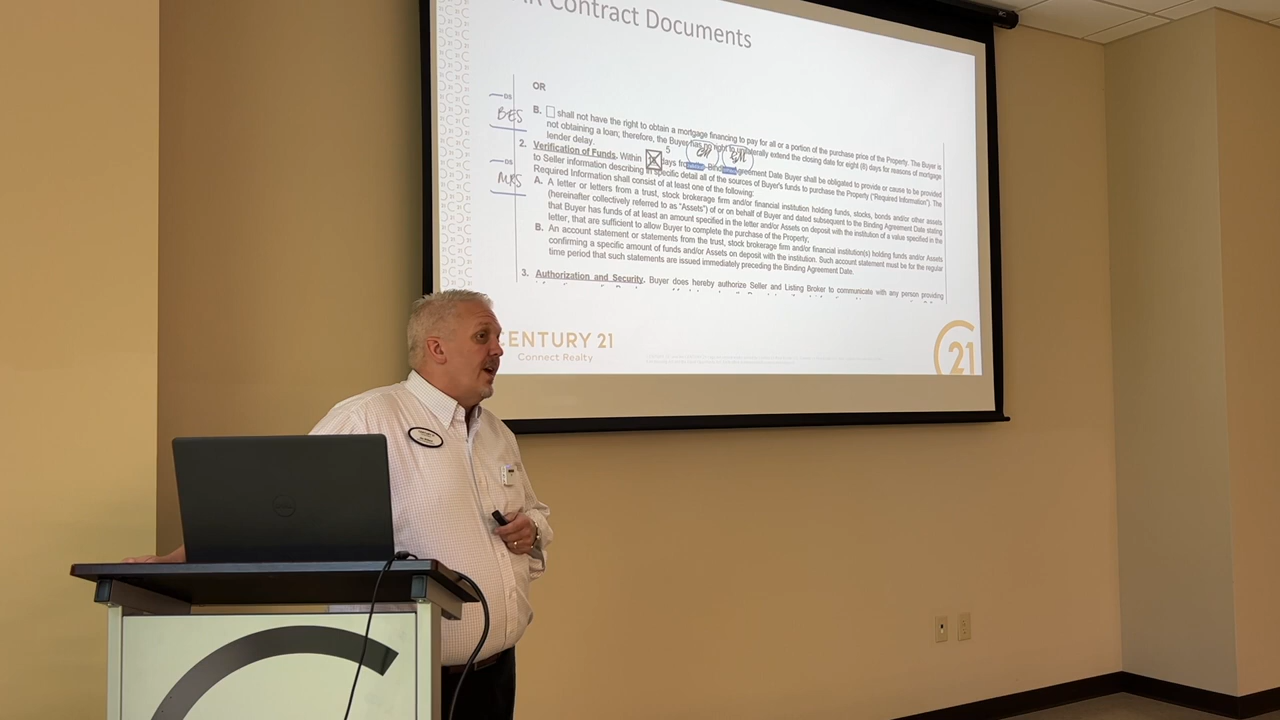 R Contract Documents
OR
DS
BES
B. shall not have the right to obtain a mortgage financing to pay for all or a portion of the purchase price of the Property. The Buyer is
not obtaining a loan; therefore, the Buyer has no right to unilaterally extend the closing date for eight (8) days for reasons of mortgage
lender delay.
2. Verification of Funds. Within 5 days from Binding Agreement Date Buyer shall be obligated to provide or cause to be provided
to Seller information describing in specific detail all of the sources of Buyer's funds to purchase the Property ("Required Information"). The
Required Information shall consist of at least one of the following:
DS
MRS
A. A letter or letters from a trust, stock brokerage firm and/or financial institution holding funds, stocks, bonds and/or other assets
(hereinafter collectively referred to as "Assets") of or on behalf of Buyer and dated subsequent to the Binding Agreement Date stating
that Buyer has funds of at least an amount specified in the letter and/or Assets on deposit with the institution of a value specified in the
letter, that are sufficient to allow Buyer to complete the purchase of the Property;
B. An account statement or statements from the trust, stock brokerage firm and/or financial institution(s) holding funds and/or Assets
confirming a specific amount of funds and/or Assets on deposit with the institution. Such account statement must be for the regular
time period that such statements are issued immediately preceding the Binding Agreement Date.
3. Authorization and Security. Buyer does hereby authorize Seller and Listing Broker to communicate with any person providing
CENTURY 21
Connect Realty
21
DELL